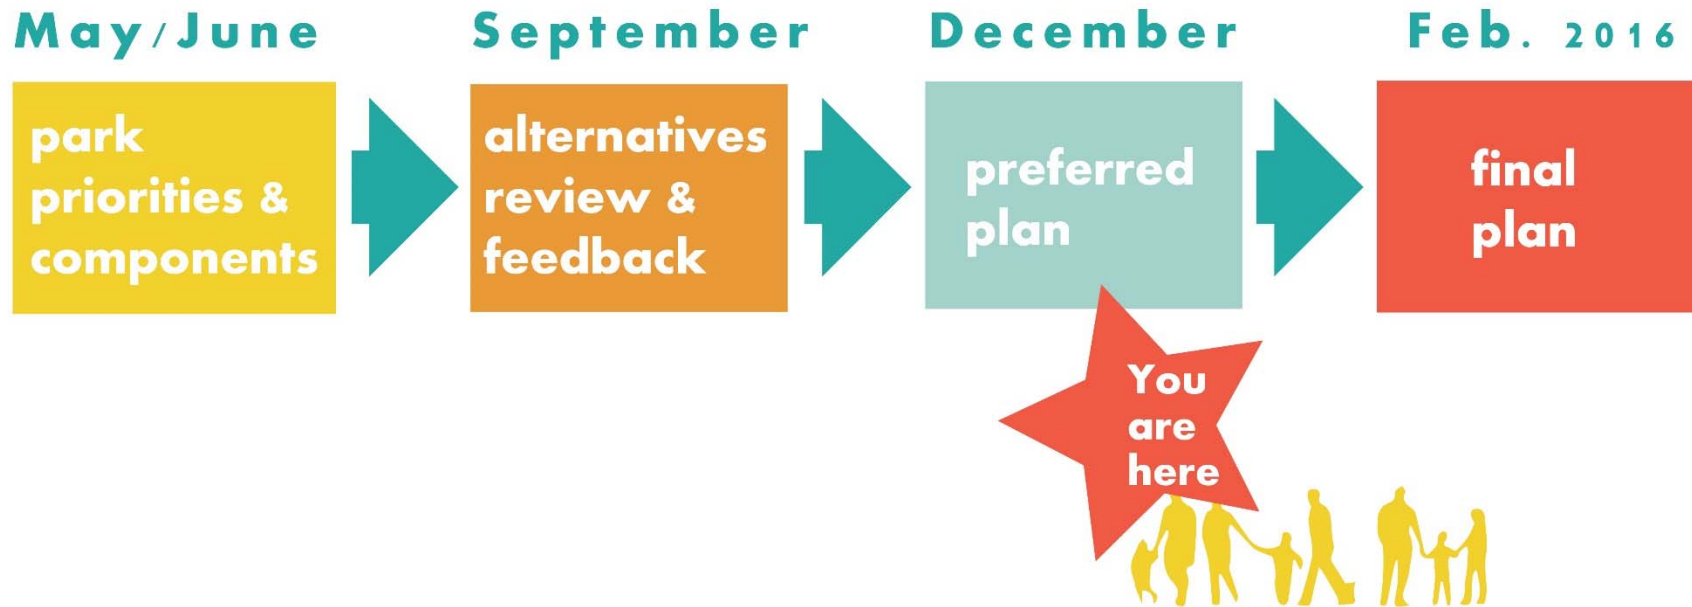 May/June
September
December
Feb. 2016
park
priorities &
components
alternatives
review &
feedback
preferred
plan
final
plan
You
are
here